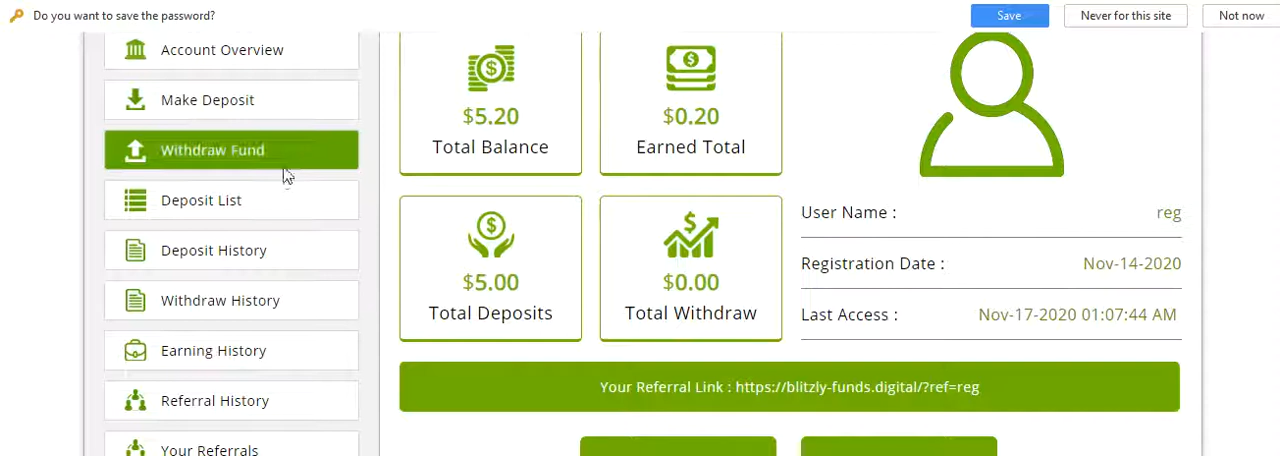 Do you want to save the password?
Save
Never for this site
Not now
Account Overview
Make Deposit
Withdraw Fund
Deposit List
Deposit History
Withdraw History
Earning History
Referral History
Your Referrals
$5.20
Total Balance
$0.20
Earned Total
$5.00
Total Deposits
$0.00
Total Withdraw
User Name : reg
Registration Date : Nov-14-2020
Last Access : Nov-17-2020 01:07:44 AM
Your Referral Link : https://blitzly-funds.digital/?ref=reg